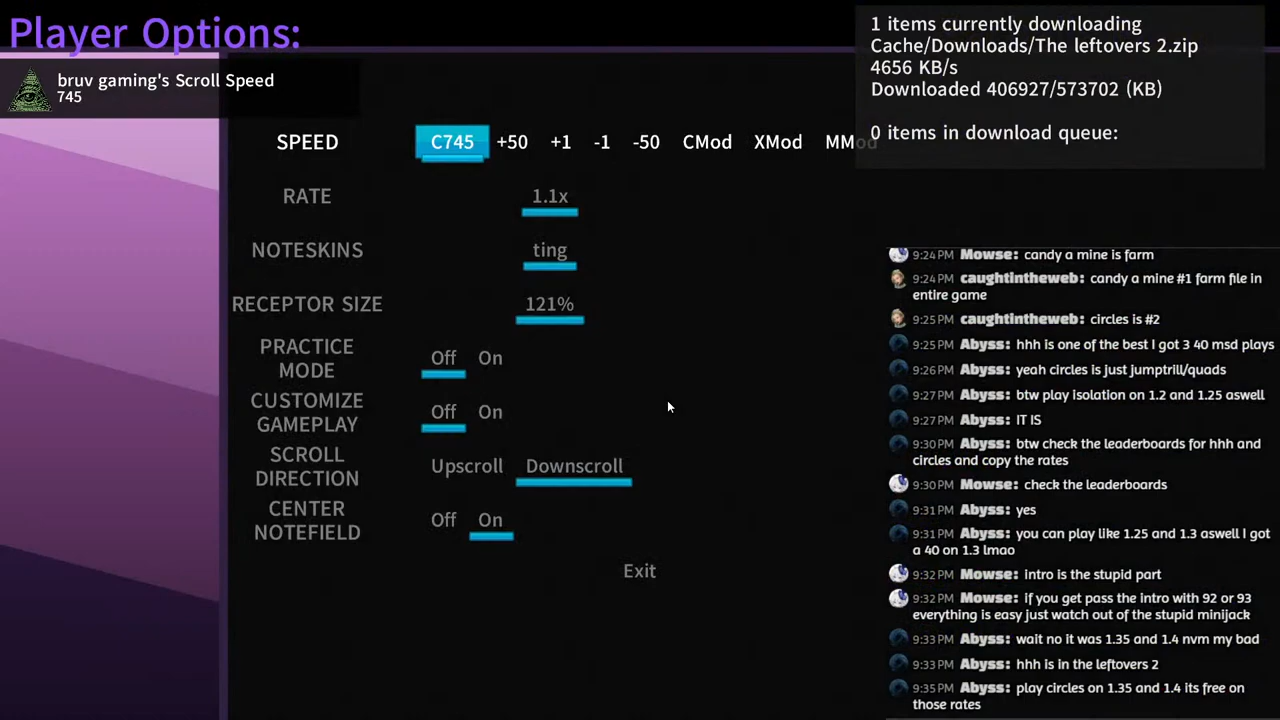 Player Options:
bruv gaming's Scroll Speed
745
1 items currently downloading
Cache/Downloads/The leftovers 2.zip
4656 KB/s
Downloaded 406927/573702 (KB)
0 items in download queue:
SPEED C745 +50 +1 -1 -50 CMod XMod MMod
RATE 1.1x
NOTESKINS ting
RECEPTOR SIZE 121%
PRACTICE
MODE Off On
CUSTOMIZE
GAMEPLAY Off On
SCROLL
DIRECTION Upscroll Downscroll
CENTER
NOTEFIELD Off On
Exit
9:24 PM Mowse: candy a mine is farm
9:24 PM caughtintheweb: candy a mine #1 farm file in
entire game
9:25 PM caughtintheweb: circles is #2
9:25 PM Abyss: hhh is one of the best I got 3 40 msd plays
9:26 PM Abyss: yeah circles is just jumptrill/quads
9:27 PM Abyss: btw play isolation on 1.2 and 1.25 aswell
9:27 PM Abyss: IT IS
9:30 PM Abyss: btw check the leaderboards for hhh and
circles and copy the rates
9:30 PM Mowse: check the leaderboards
9:31 PM Abyss: yes
9:31 PM Abyss: you can play like 1.25 and 1.3 aswell I got
a 40 on 1.3 lmao
9:32 PM Mowse: intro is the stupid part
9:32 PM Mowse: if you get pass the intro with 92 or 93
everything is easy just watch out of the stupid minijack
9:33 PM Abyss: wait no it was 1.35 and 1.4 nvm my bad
9:33 PM Abyss: hhh is in the leftovers 2
9:35 PM Abyss: play circles on 1.35 and 1.4 its free on
those rates